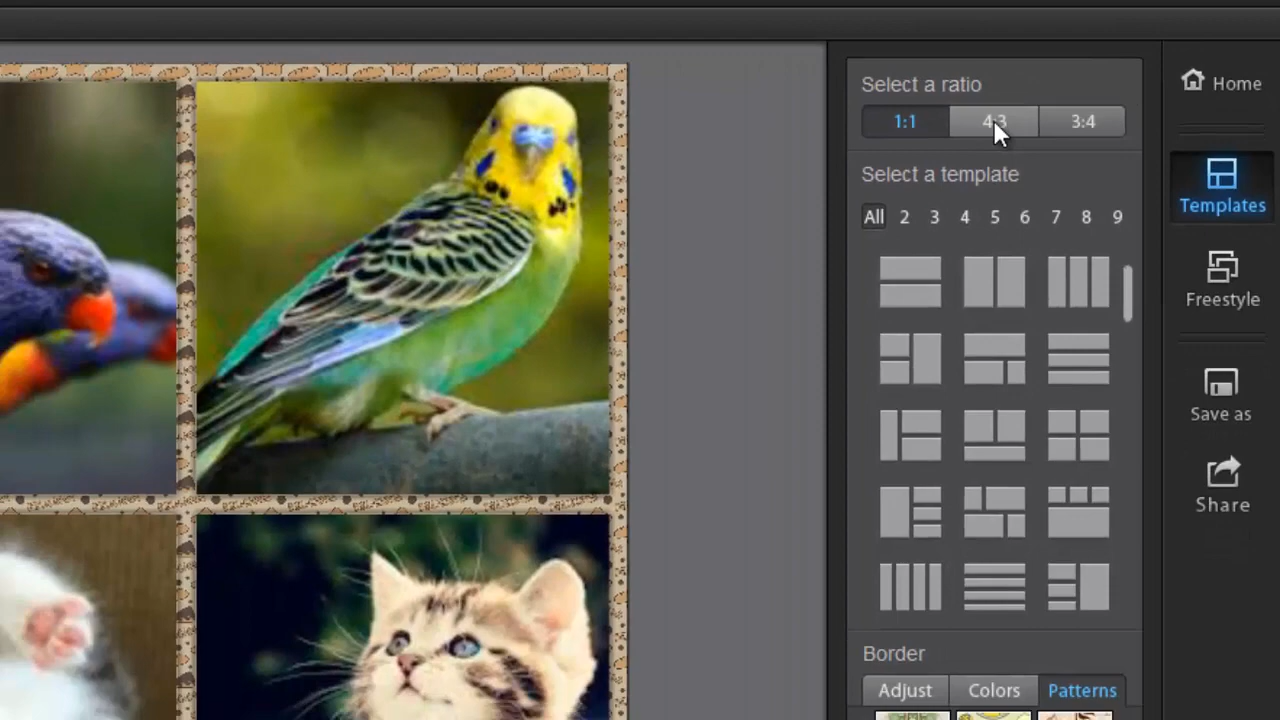 Select a ratio
1:1 4:3 3:4
Select a template
All 2 3 4 5 6 7 8 9
Border
Adjust Colors Patterns
Home
Templates
Freestyle
Save as
Share